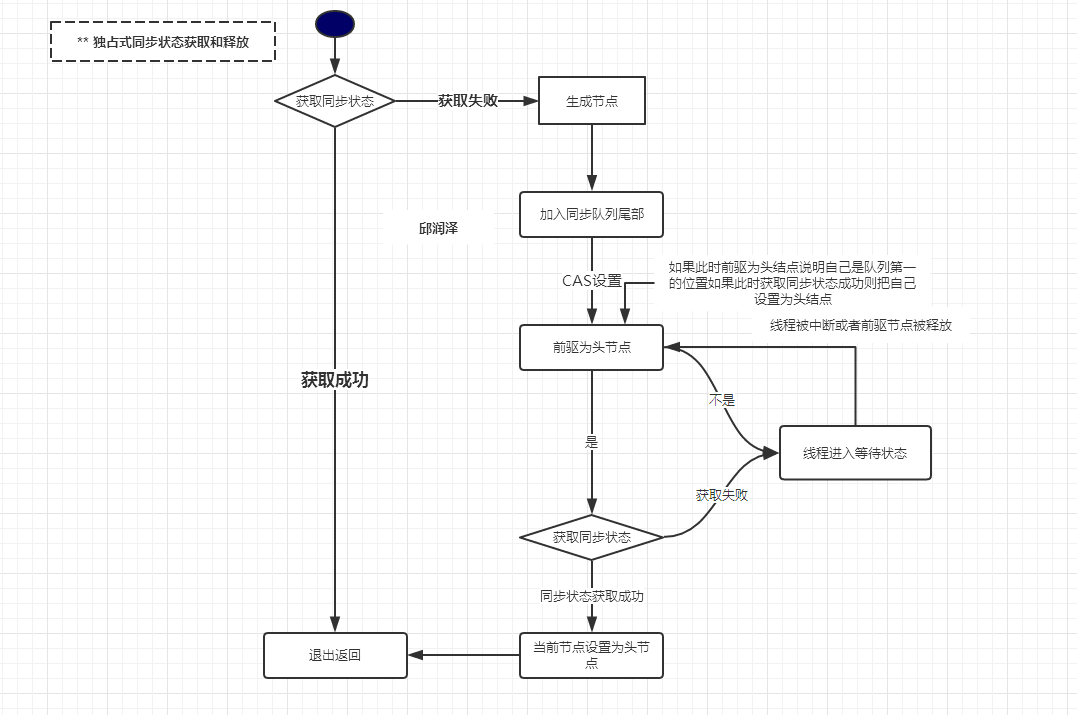 ** 独占式同步状态获取和释放
获取同步状态
获取失败
生成节点
加入同步队列尾部
邱润泽
CAS设置
如果此时前驱为头结点说明自己是队列第一
的位置如果此时获取同步状态成功则把自己
设置为头结点
线程被中断或者前驱节点被释放
前驱为头节点
获取成功
不是
是
线程进入等待状态
获取失败
获取同步状态
同步状态获取成功
退出返回
当前节点设置为头节
点